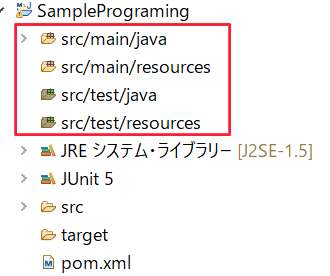 SamplePrograming
src/main/java
src/main/resources
src/test/java
src/test/resources
JRE システム・ライブラリー [J2SE-1.5]
JUnit 5
src
target
pom.xml